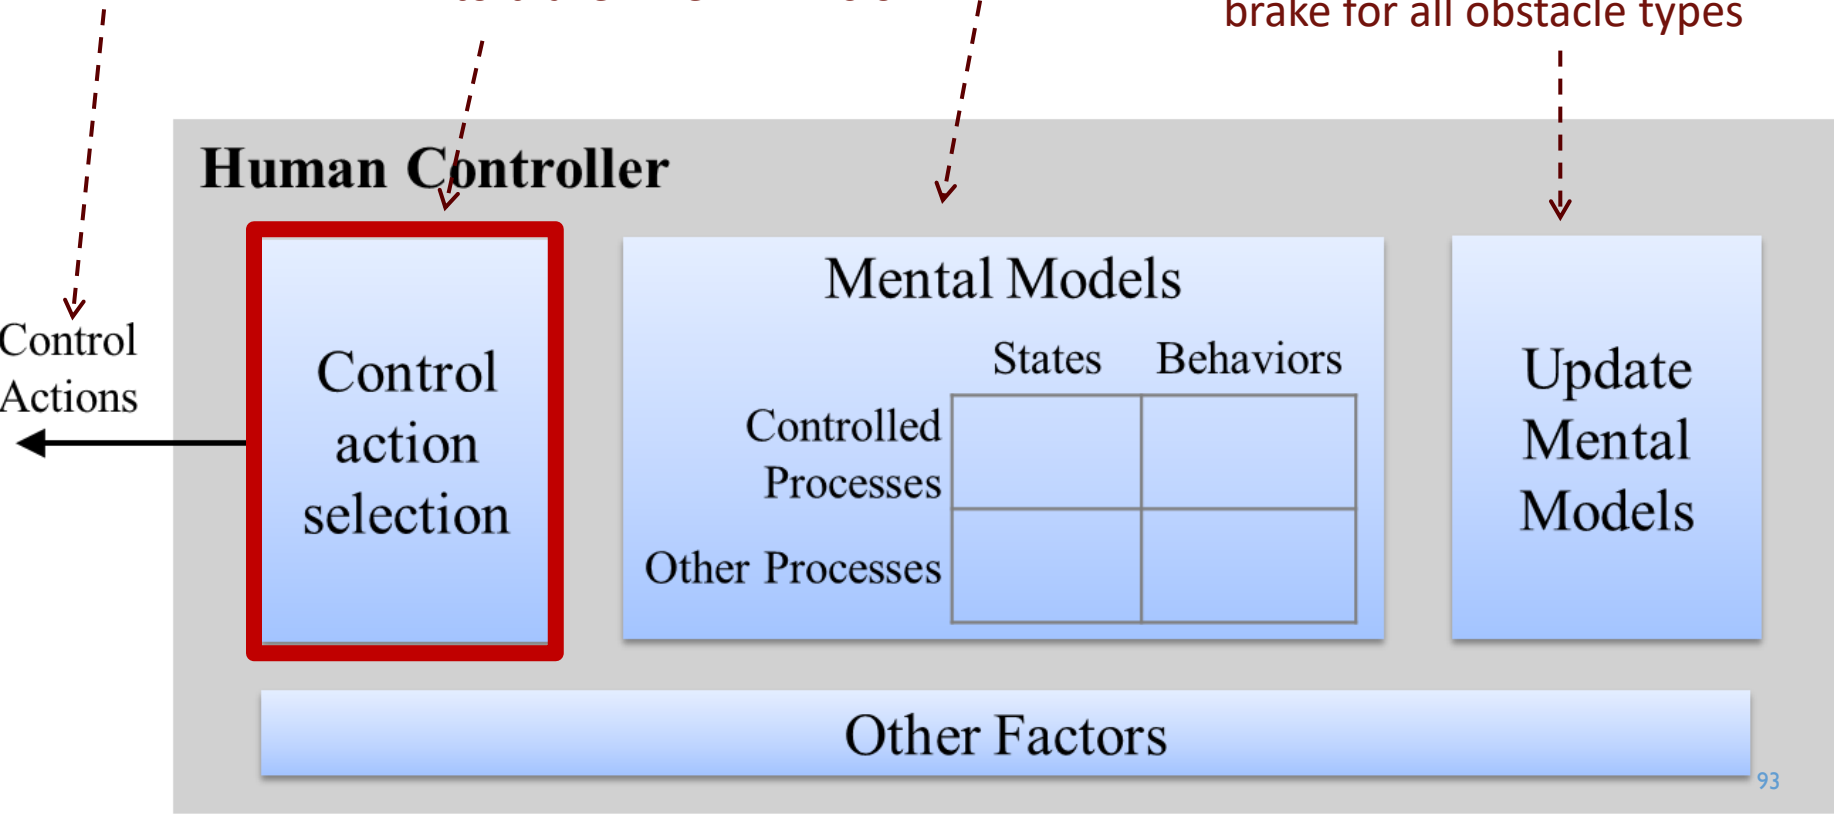 brake for all obstacle types
Human Controller
Control
Actions
Control
action
selection
Mental Models
States Behaviors
Controlled
Processes
Other Processes
Update
Mental
Models
Other Factors
93